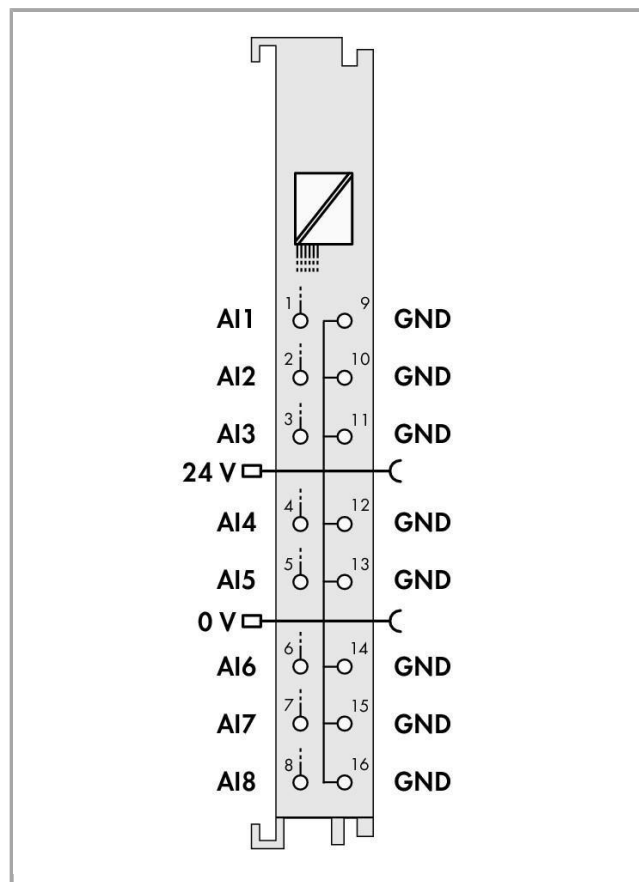 AI1 1 9 GND
AI2 2 10 GND
AI3 3 11 GND
24 V
AI4 4 12 GND
AI5 5 13 GND
0 V
AI6 6 14 GND
AI7 7 15 GND
AI8 8 16 GND